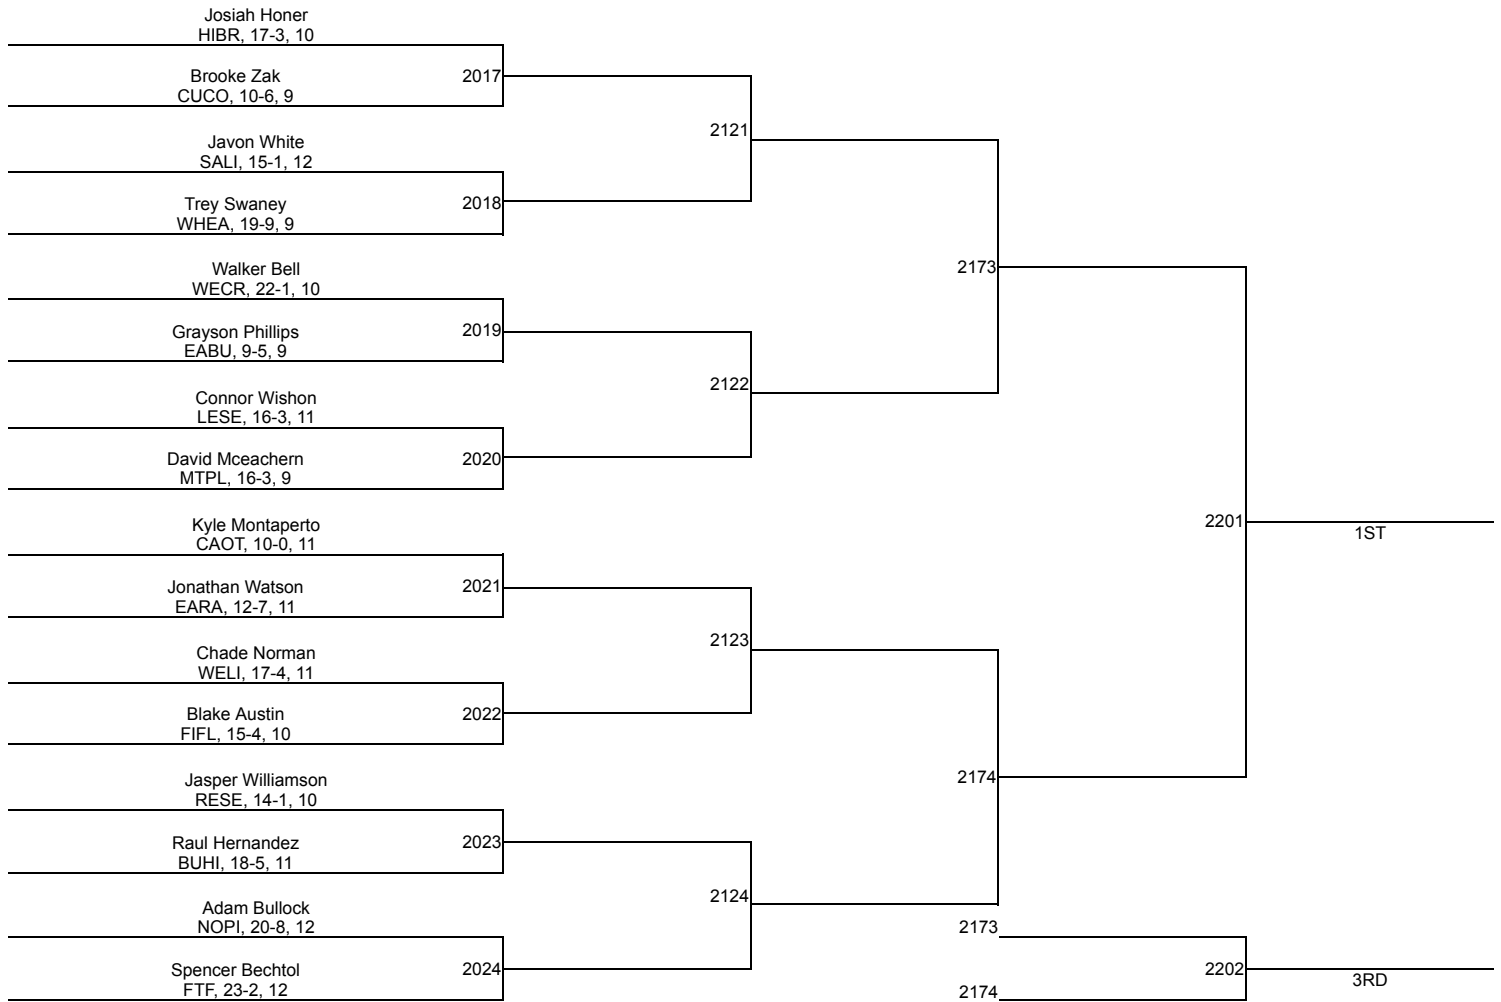 Josiah Honer
HIBR, 17-3, 10
Brooke Zak
CUCO, 10-6, 9
2017
2121
Javon White
SALI, 15-1, 12
Trey Swaney
WHEA, 19-9, 9
2018
2173
Walker Bell
WECR, 22-1, 10
Grayson Phillips
EABU, 9-5, 9
2019
2122
Connor Wishon
LESE, 16-3, 11
David Mceachern
MTPL, 16-3, 9
2020
2201
1ST
Kyle Montaperto
CAOT, 10-0, 11
Jonathan Watson
EARA, 12-7, 11
2021
2123
Chade Norman
WELI, 17-4, 11
Blake Austin
FIFL, 15-4, 10
2022
2174
Jasper Williamson
RESE, 14-1, 10
Raul Hernandez
BUHI, 18-5, 11
2023
2124
Adam Bullock
NOPI, 20-8, 12
2173
Spencer Bechtol
FTF, 23-2, 12
2024
2202
3RD
2174